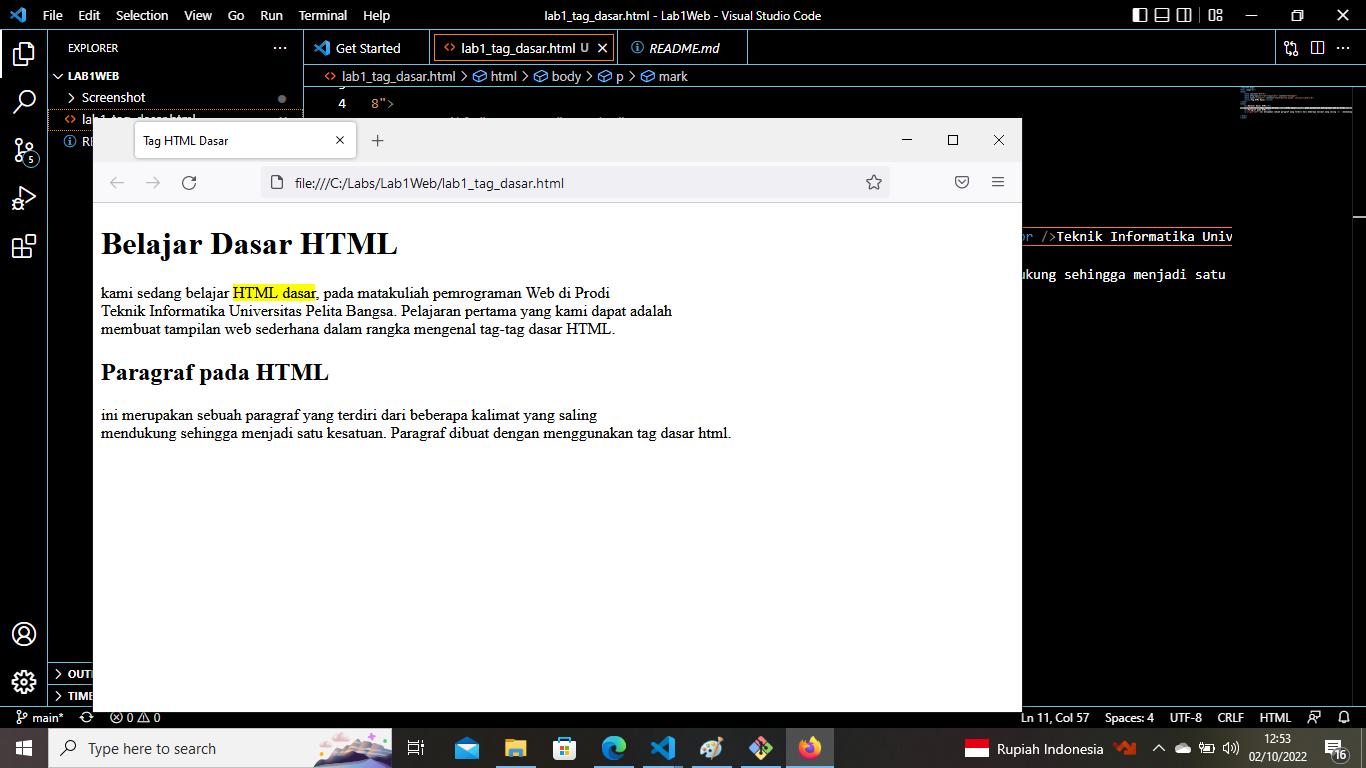 File Edit Selection View Go Run Terminal Help lab1_tag_dasar.html - Lab1Web - Visual Studio Code
EXPLORER ··· Get Started lab1_tag_dasar.html U README.md
LAB1WEB lab1_tag_dasar.html > html > body > p > mark
Screenshot
4 8">
lab1_tag_dasar.html
Tag HTML Dasar
file:///C:/Labs/Lab1Web/lab1_tag_dasar.html
Belajar Dasar HTML
/>Teknik Informatika Univ
kami sedang belajar HTML dasar, pada matakuliah pemrograman Web di Prodi
Teknik Informatika Universitas Pelita Bangsa. Pelajaran pertama yang kami dapat adalah
membuat tampilan web sederhana dalam rangka mengenal tag-tag dasar HTML.
ukung sehingga menjadi satu
Paragraf pada HTML
ini merupakan sebuah paragraf yang terdiri dari beberapa kalimat yang saling
mendukung sehingga menjadi satu kesatuan. Paragraf dibuat dengan menggunakan tag dasar html.
5
OUT
TIME
main* 0 0 Ln 11, Col 57 Spaces: 4 UTF-8 CRLF HTML
Type here to search Rupiah Indonesia 12:53
02/10/2022 16